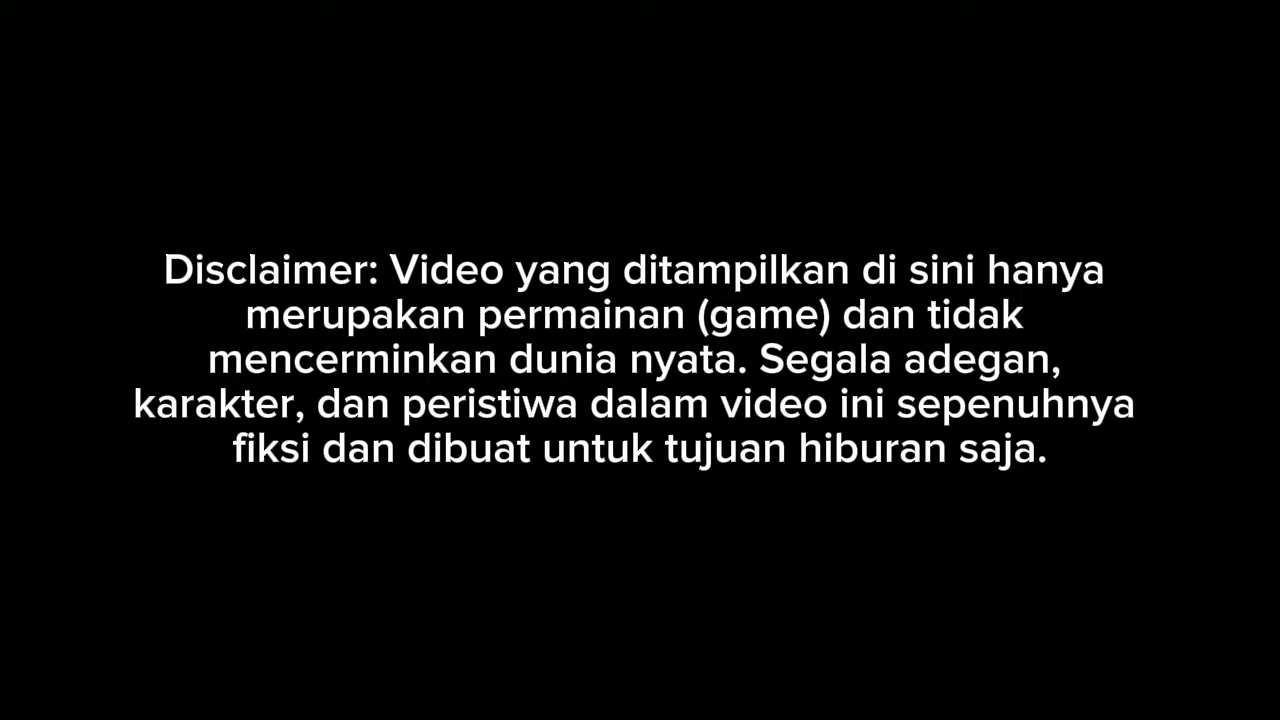 Disclaimer: Video yang ditampilkan di sini hanya
merupakan permainan (game) dan tidak
mencerminkan dunia nyata. Segala adegan,
karakter, dan peristiwa dalam video ini sepenuhnya
fiksi dan dibuat untuk tujuan hiburan saja.